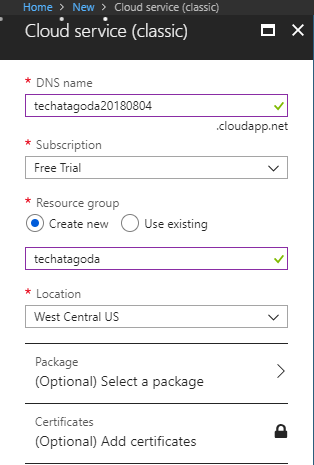 Home > New > Cloud service (classic)
Cloud service (classic)
* DNS name
techatagoda20180804
.cloudapp.net
* Subscription
Free Trial
* Resource group
Create new Use existing
techatagoda
* Location
West Central US
Package
(Optional) Select a package
Certificates
(Optional) Add certificates